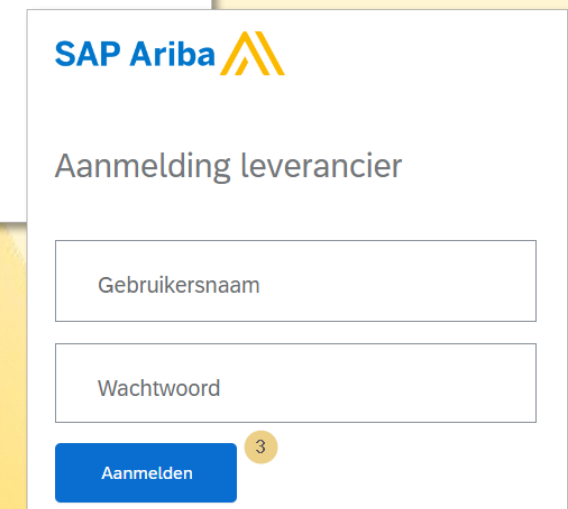 SAP Ariba
Aanmelding leverancier
Gebruikersnaam
Wachtwoord
3
Aanmelden